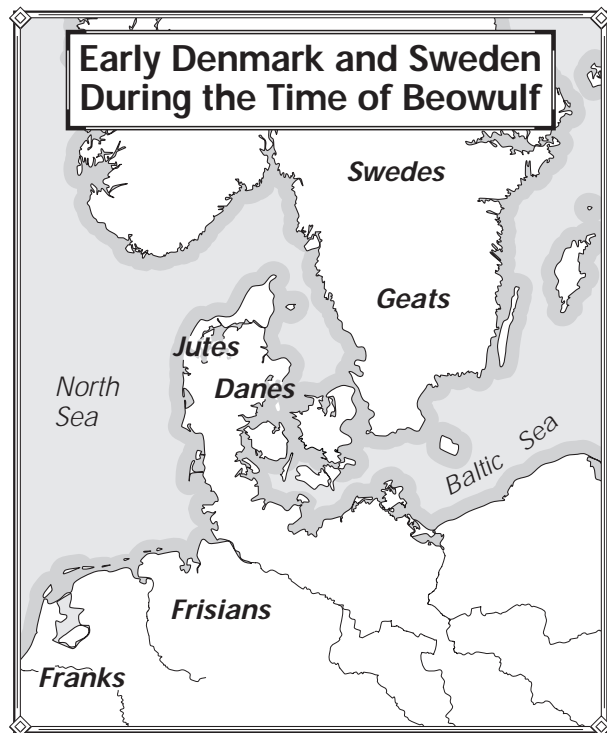 Early Denmark and Sweden
During the Time of Beowulf
Swedes
Geats
Jutes
Danes
North
Sea
Baltic Sea
Frisians
Franks